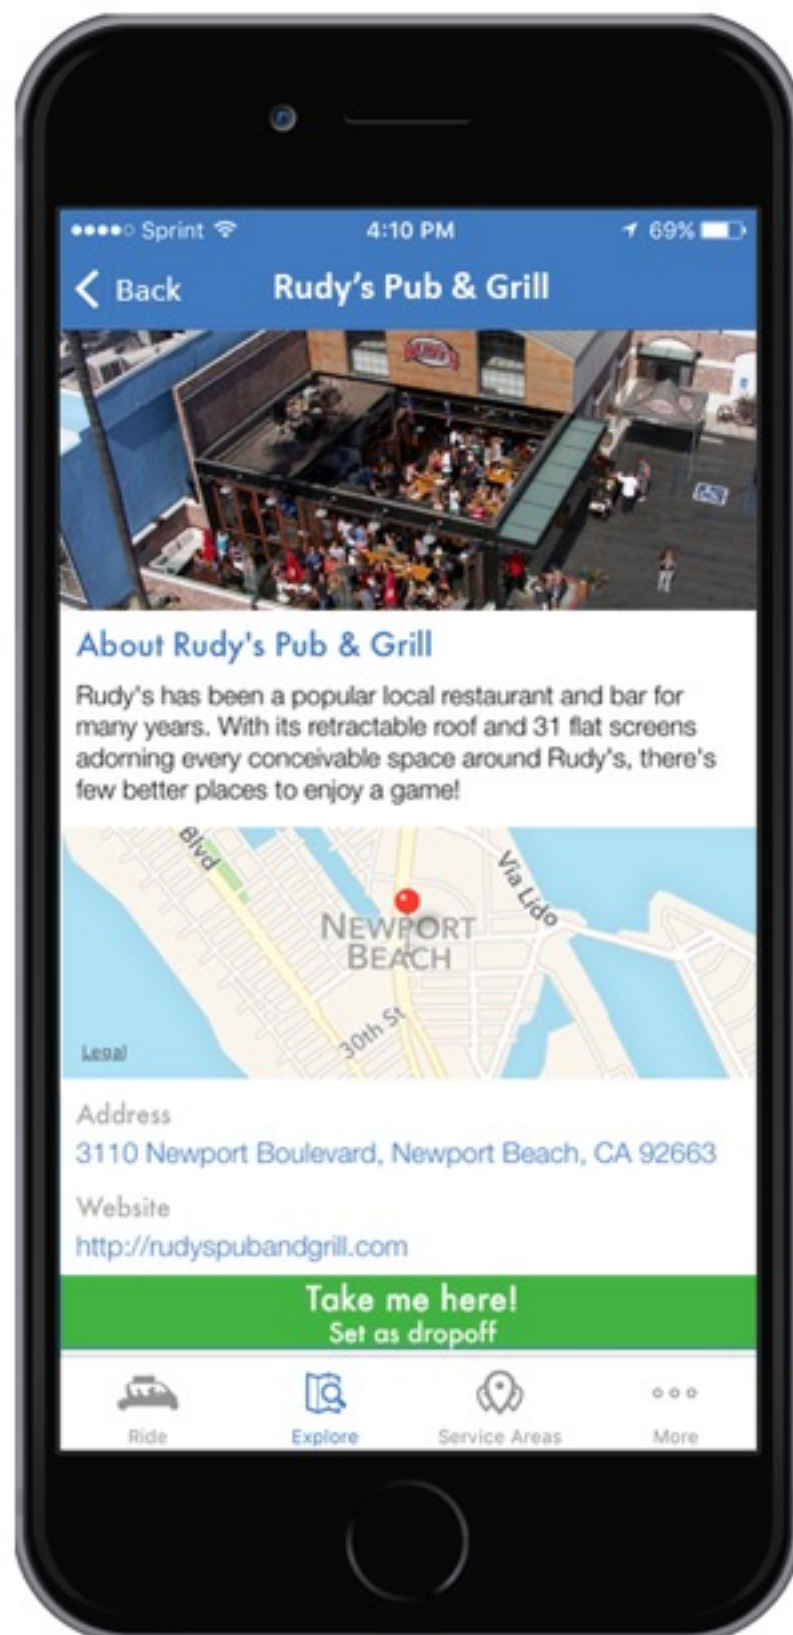 Sprint 4:10 PM 69%
Back Rudy's Pub & Grill
RUDY'S
About Rudy's Pub & Grill
Rudy's has been a popular local restaurant and bar for
many years. With its retractable roof and 31 flat screens
adorning every conceivable space around Rudy's, there's
few better places to enjoy a game!
Blvd
Via Lido
NEWPORT
BEACH
30th St
Legal
Address
3110 Newport Boulevard, Newport Beach, CA 92663
Website
http://rudyspubandgrill.com
Take me here!
Set as dropoff
Ride Explore Service Areas More